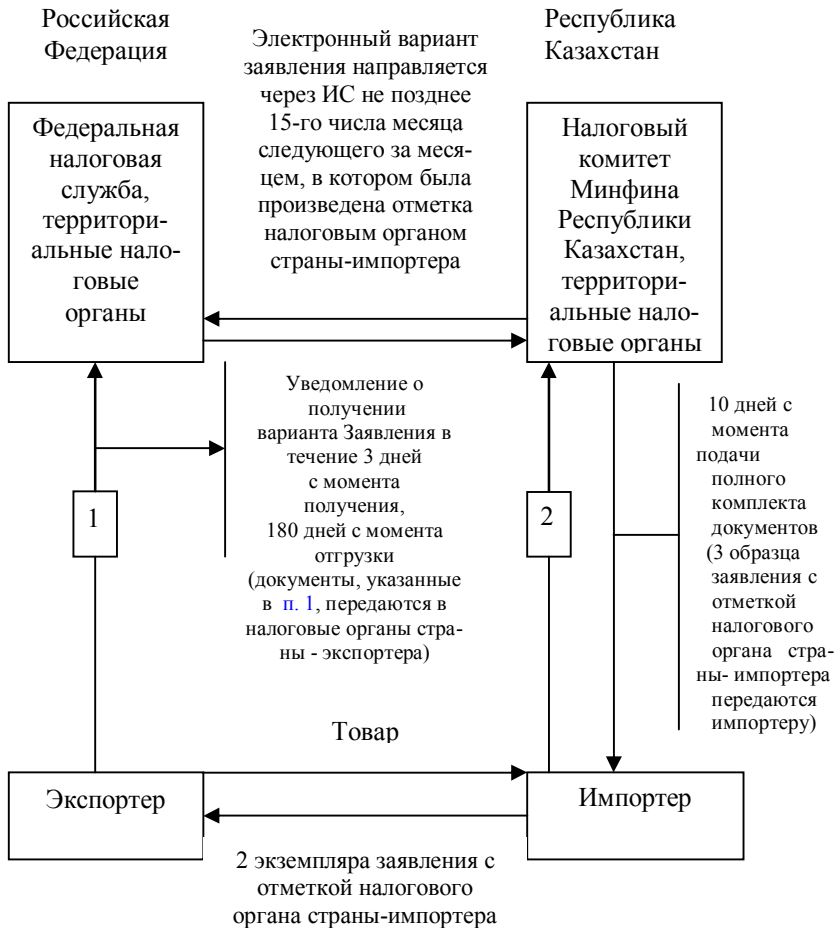 Российская
Федерация
Электронный вариант
заявления направляется
через ИС не позднее
15-го числа месяца
следующего за меся-
цем, в котором была
произведена отметка
налоговым органом
страны-импортера
Республика
Казахстан
Федеральная
налоговая
служба,
территори-
альные нало-
говые
органы
Налоговый
комитет
Минфина
Республики
Казахстан,
территори-
альные нало-
говые органы
Уведомление о
получении
варианта Заявления в
течение 3 дней
с момента
получения,
180 дней с момента
отгрузки
(документы, указанные
в п. 1, передаются в
налоговые органы стра-
ны - экспортера)
10 дней с
момента
подачи
полного
комплекта
документов
(3 образца
заявления с
отметкой
налогового
органа стра-
ны- импортера
передаются
импортеру)
1
2
Товар
Экспортер
Импортер
2 экземпляра заявления с
отметкой налогового
органа страны-импортера